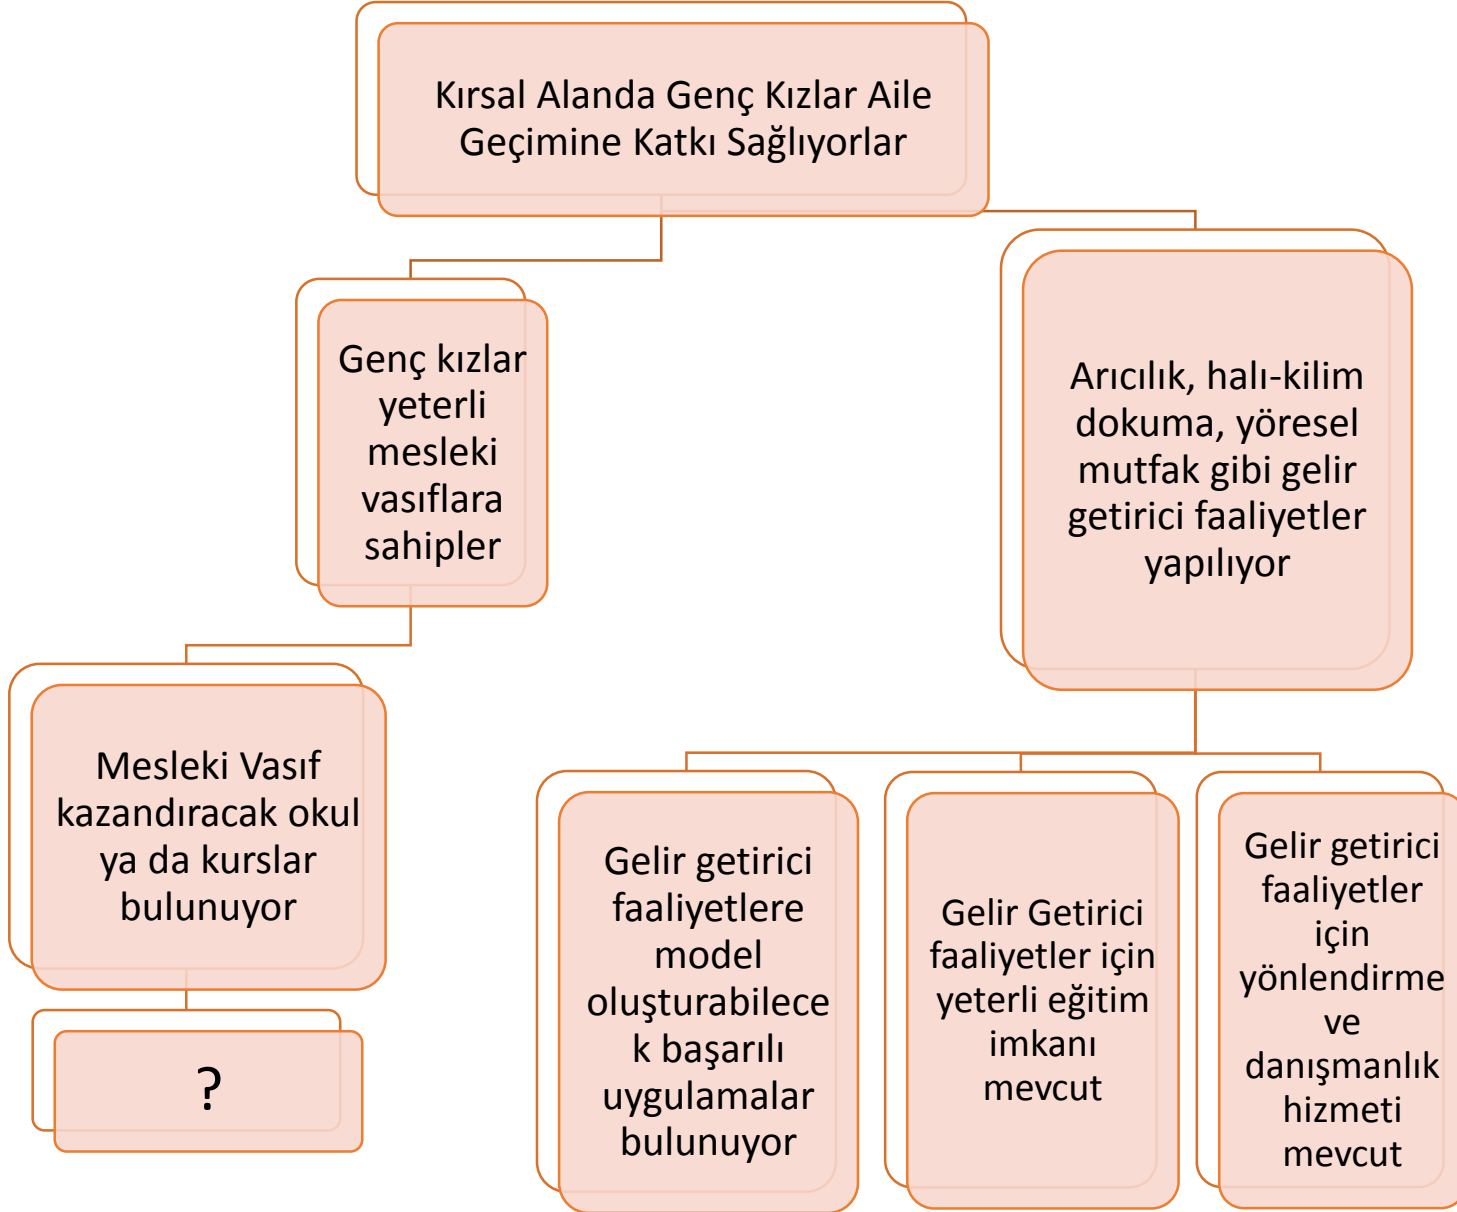 Kırsal Alanda Genç Kızlar Aile
Geçimine Katkı Sağlıyorlar
Genç kızlar
yeterli
mesleki
vasıflara
sahipler
Arıcılık, halı-kilim
dokuma, yöresel
mutfak gibi gelir
getirici faaliyetler
yapılıyor
Mesleki Vasıf
kazandıracak okul
ya da kurslar
bulunuyor
?
Gelir getirici
faaliyetlere
model
oluşturabilece
k başarılı
uygulamalar
bulunuyor
Gelir Getirici
faaliyetler için
yeterli eğitim
imkanı
mevcut
Gelir getirici
faaliyetler
için
yönlendirme
ve
danışmanlık
hizmeti
mevcut